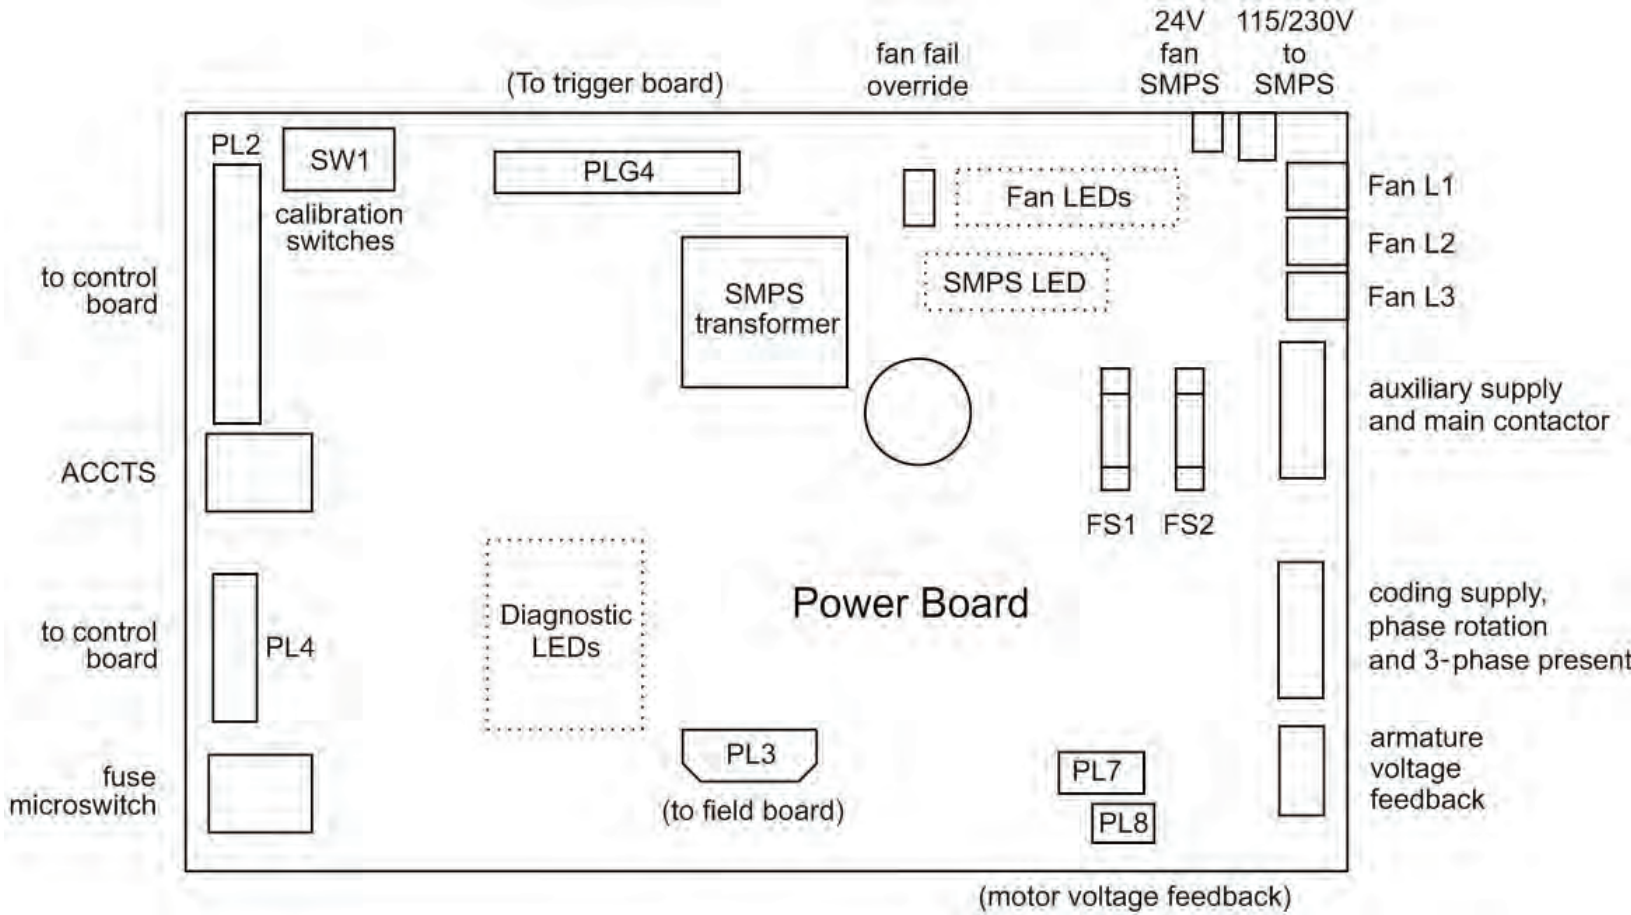 24V
fan
SMPS
115/230V
to
SMPS
fan fail
override
(To trigger board)
PL2
SW1
calibration
switches
PLG4
Fan LEDs
SMPS LED
SMPS
transformer
Fan L1
Fan L2
Fan L3
to control
board
auxiliary supply
and main contactor
ACCTS
FS1
FS2
Diagnostic
LEDs
Power Board
coding supply,
phase rotation
and 3-phase present
to control
board
PL4
PL3
(to field board)
PL7
PL8
armature
voltage
feedback
fuse
microswitch
(motor voltage feedback)